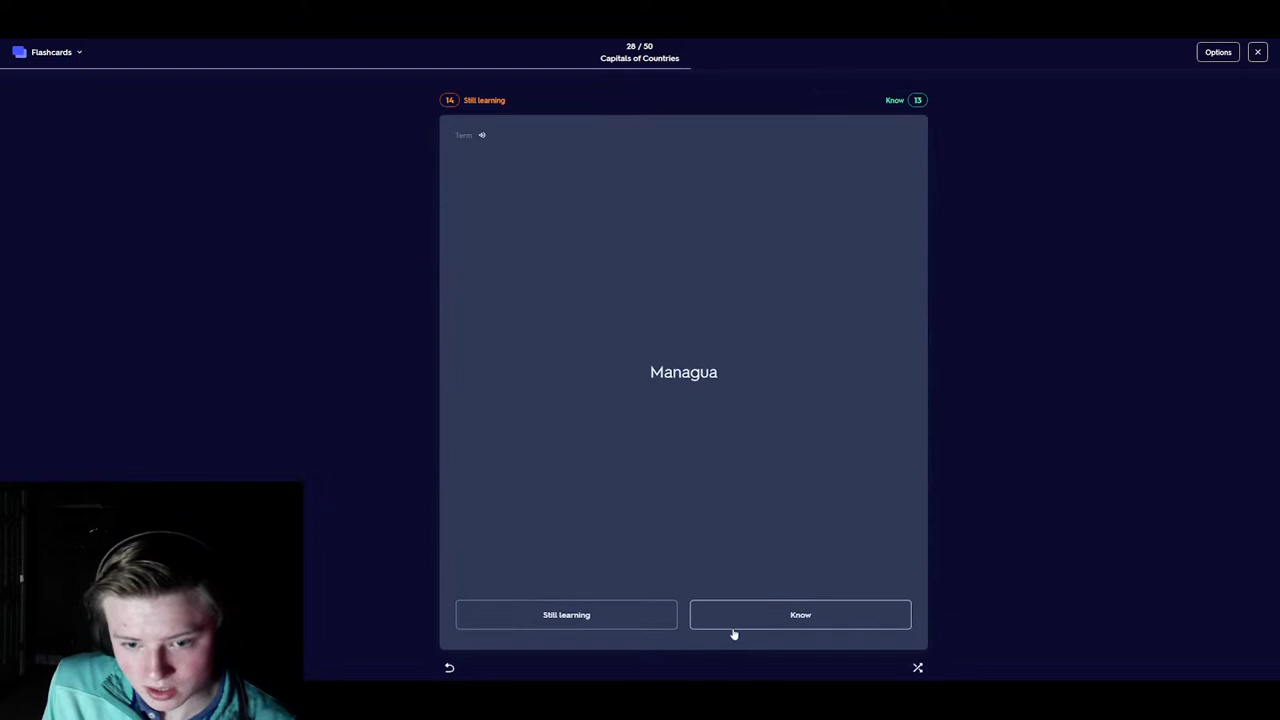 Flashcards
28 / 50
Capitals of Countries
Options
14 Still learning
Know 13
Term
Managua
Still learning
Know